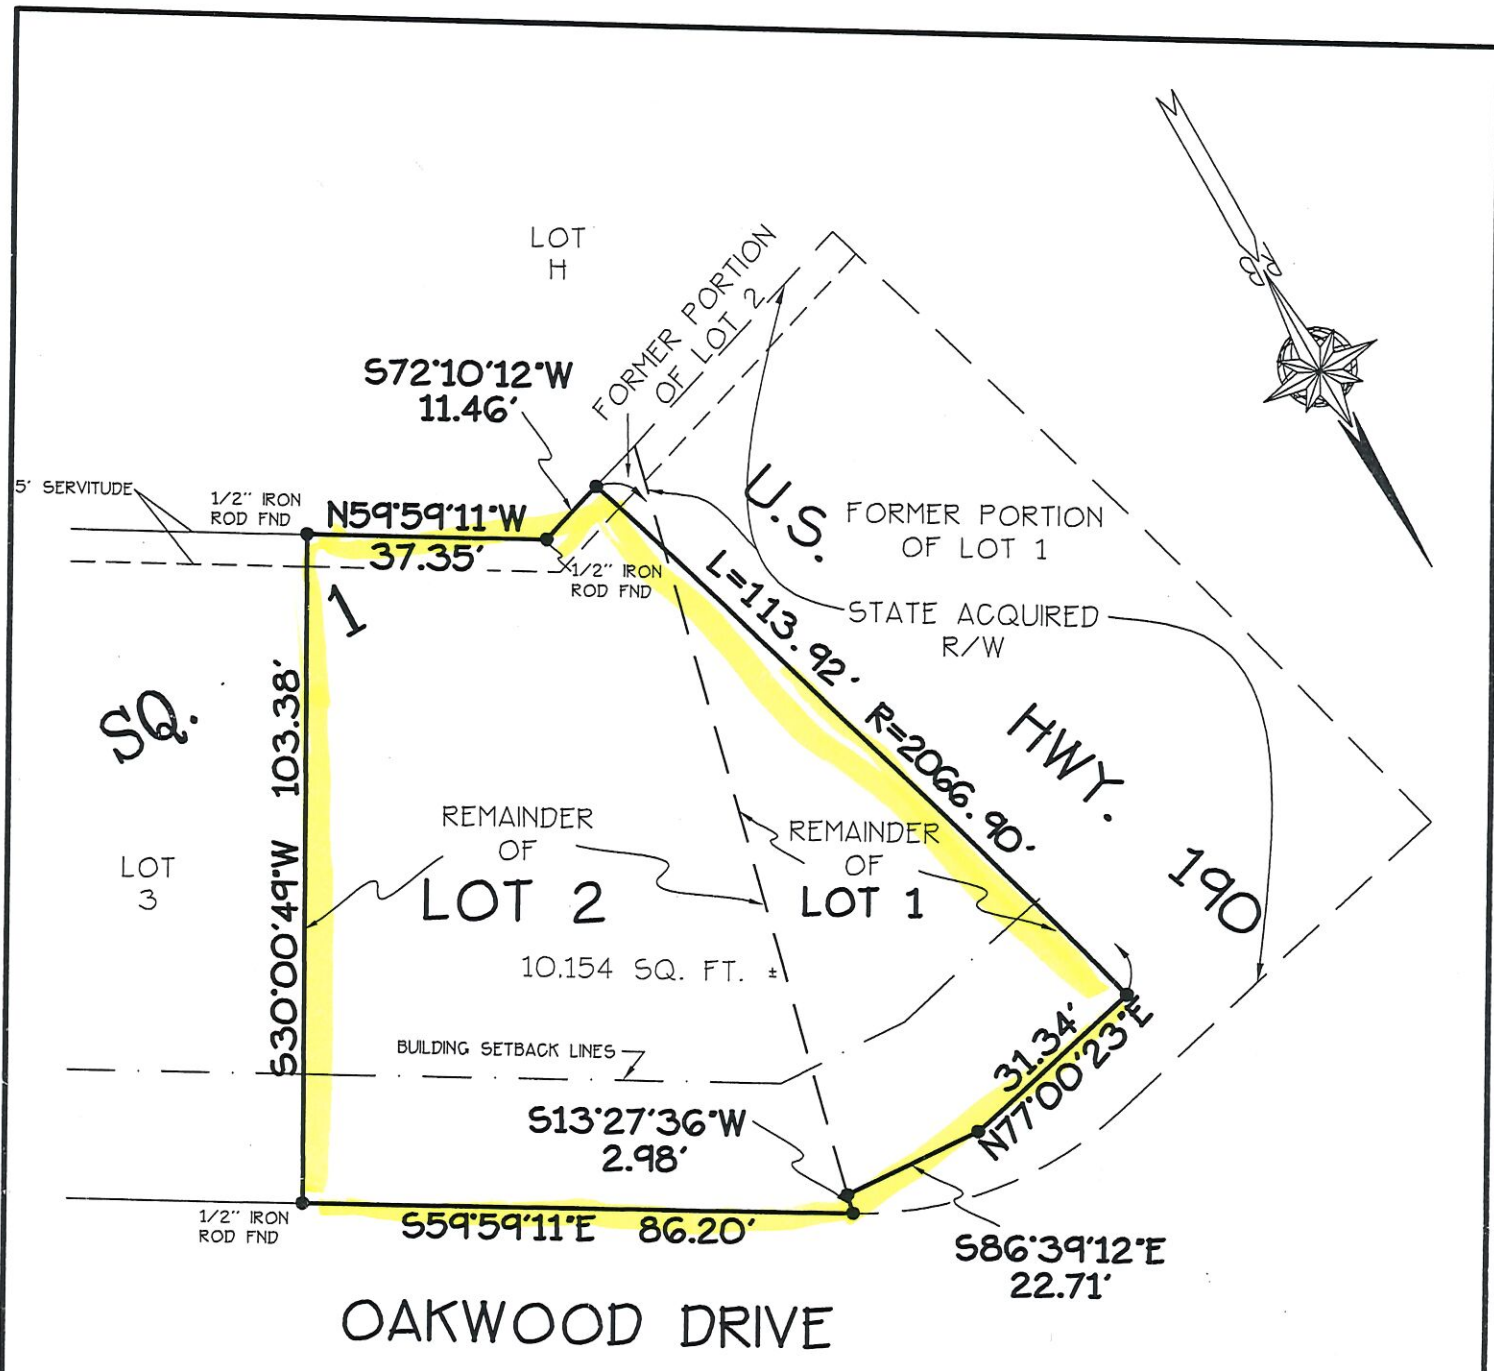 LOT
H
FORMER PORTION
OF LOT 2
S72°10'12"W
11.46'
5' SERVITUDE
1/2" IRON
ROD FND
N59°59'11"W
37.35'
1/2" IRON
ROD FND
1
SQ.
LOT
3
S30°00'49"W 103.38'
L=113.92' R=2066.90'
U.S. HWY. 190
FORMER PORTION
OF LOT 1
STATE ACQUIRED
R/W
REMAINDER
OF
LOT 2
REMAINDER
OF
LOT 1
10,154 SQ. FT. ±
BUILDING SETBACK LINES
S13°27'36"W
2.98'
31.34'
N77°00'23"E
1/2" IRON
ROD FND
S59°59'11"E 86.20'
S86°39'12"E
22.71'
OAKWOOD DRIVE